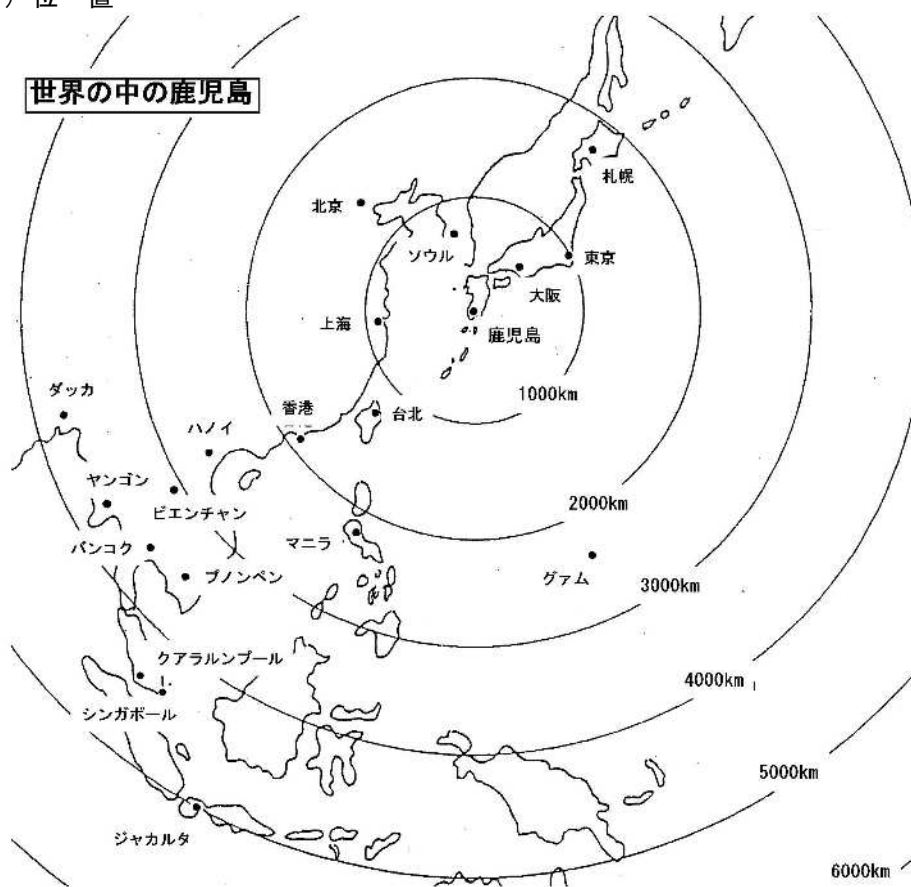 位 置
世界の中の鹿児島
札幌
北京
ソウル
東京
大阪
上海
鹿児島
1000km
ダッカ
香港
台北
ハノイ
ヤンゴン
ビエンチャン
2000km
マニラ
バンコク
プノンペン
グァム
3000km
クアラルンプール
4000km
シンガポール
5000km
ジャカルタ
6000km